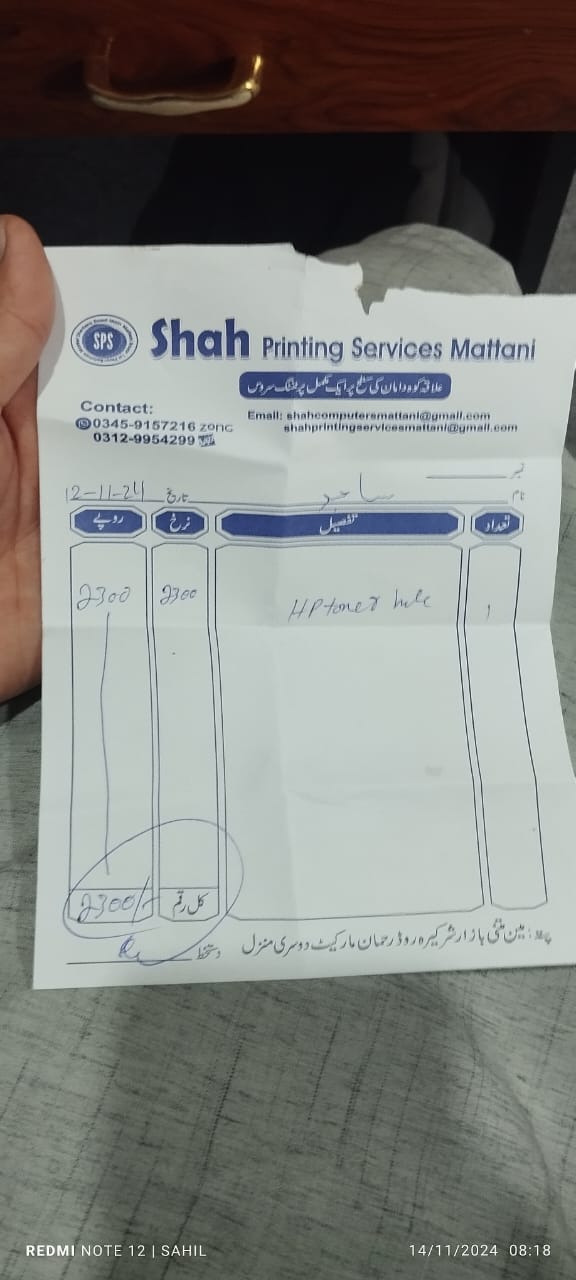 SPS
Shah Printing Services Mattani
علاقہ کوہ دامان کی سطح پر ایک مکمل پرنٹنگ سروس
Contact:
0345-9157216 zong
0312-9954299
Email: shahcomputersmattani@gmail.com
shahprintingservicesmattani@gmail.com
نمبر
نام ساجد تاریخ 12-11-24
تعداد تفصیل نرخ روپے
1 HP toner 2300 2300
کل رقم 2300/-
دستخط
پتہ: مین متنی بازار شرکیرہ روڈ رحمان مارکیٹ دوسری منزل
REDMI NOTE 12 | SAHIL
14/11/2024 08:18